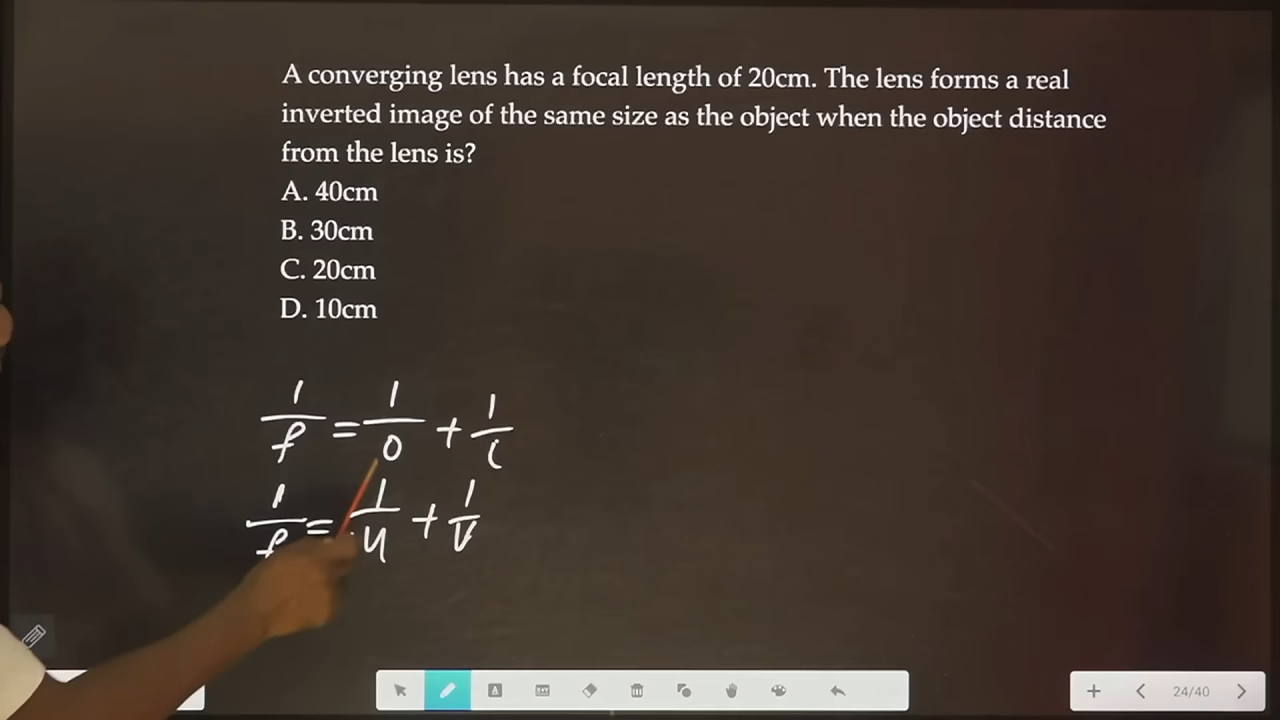 A converging lens has a focal length of 20cm. The lens forms a real
inverted image of the same size as the object when the object distance
from the lens is?
A. 40cm
B. 30cm
C. 20cm
D. 10cm
1/f = 1/o + 1/i
1/f = 1/u + 1/v
24/40